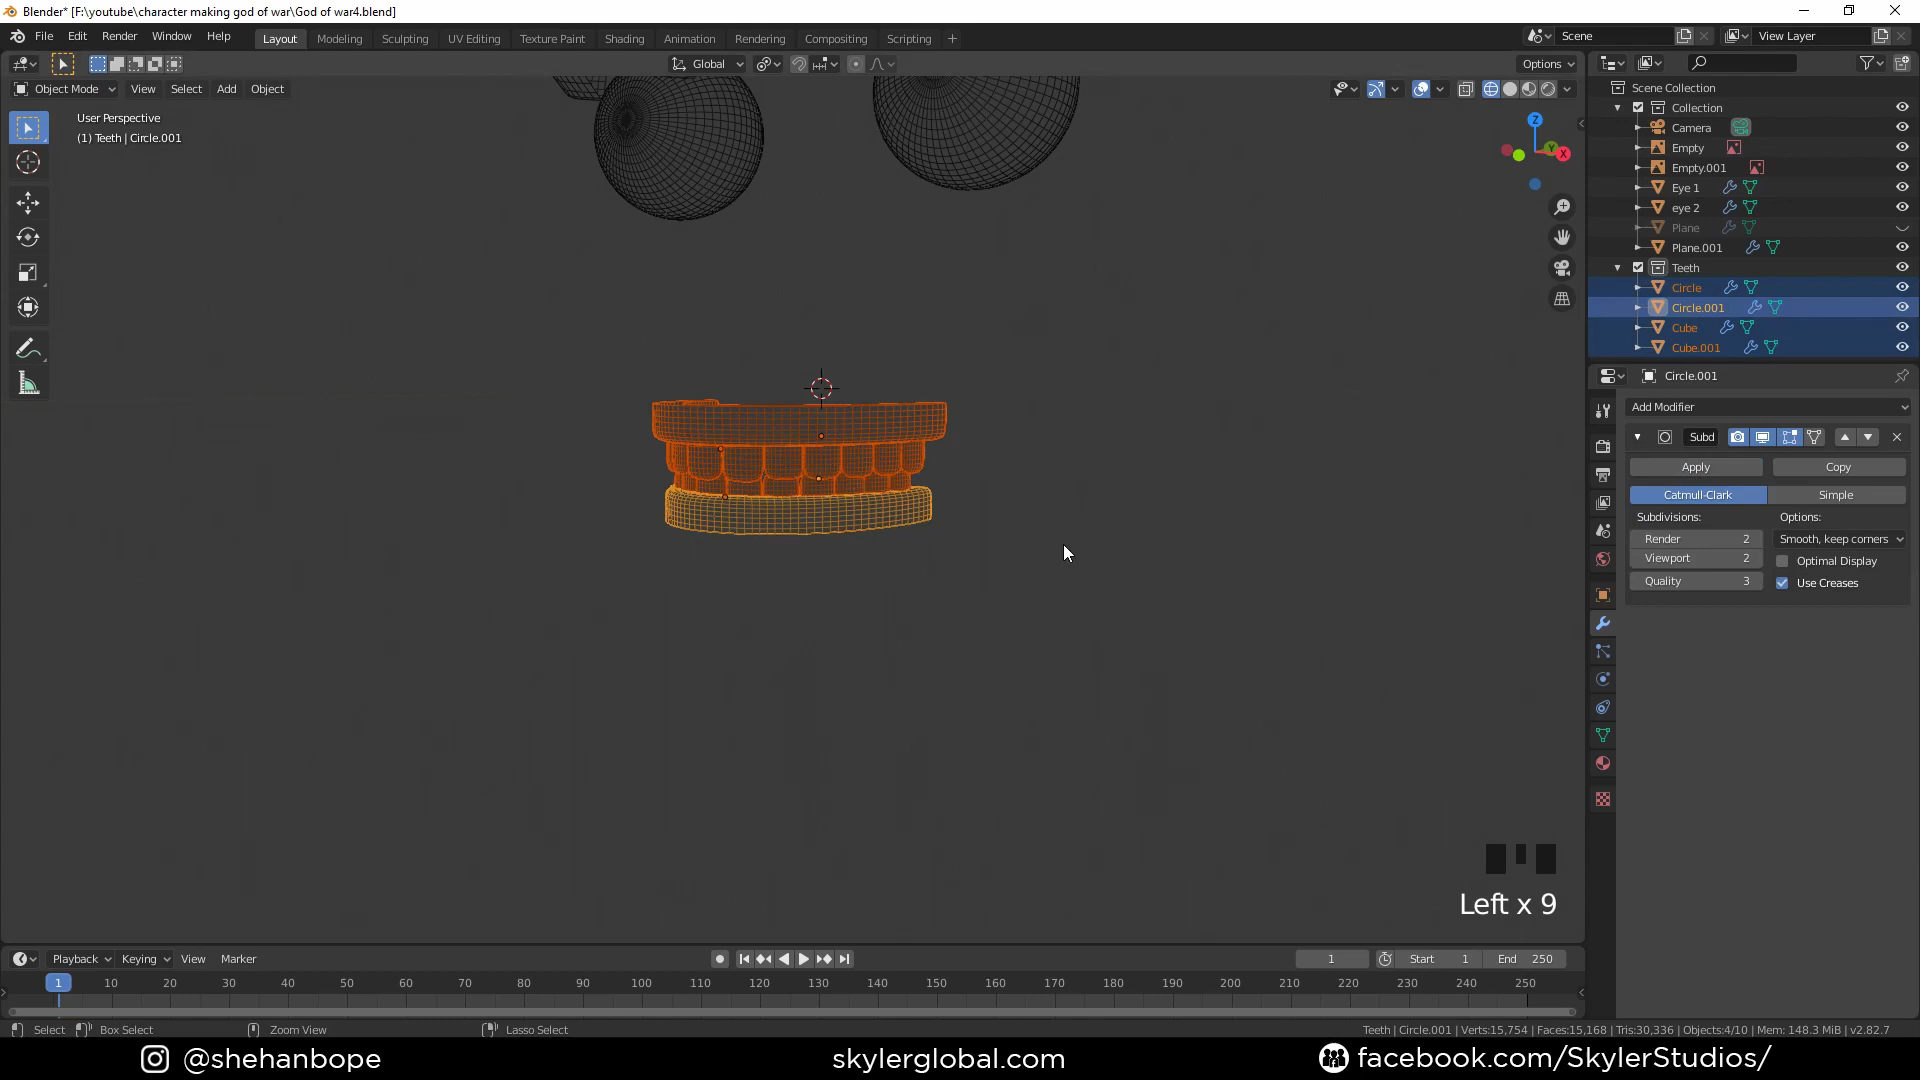 Blender* [F:\youtube\character making god of war\God of war4.blend]
File Edit Render Window Help Layout Modeling Sculpting UV Editing Texture Paint Shading Animation Rendering Compositing Scripting Scene View Layer
Global Options
Object Mode View Select Add Object
User Perspective
(1) Teeth | Circle.001
Z
Y
X
Scene Collection
Collection
Camera
Empty
Empty.001
Eye 1
eye 2
Plane
Plane.001
Teeth
Circle
Circle.001
Cube
Cube.001
Circle.001
Add Modifier
Subd
Apply Copy
Catmull-Clark Simple
Subdivisions: Options:
Render 2 Smooth, keep corners
Viewport 2 Optimal Display
Quality 3 Use Creases
Left x 9
Playback Keying View Marker 1 Start 1 End 250
1 10 20 30 40 50 60 70 80 90 100 110 120 130 140 150 160 170 180 190 200 210 220 230 240 250
Select Box Select Zoom View Lasso Select Teeth | Circle.001 | Verts:15,754 | Faces:15,168 | Tris:30,336 | Objects:4/10 | Mem: 148.3 MiB | v2.82.7
@shehanbope skylerglobal.com facebook.com/SkylerStudios/